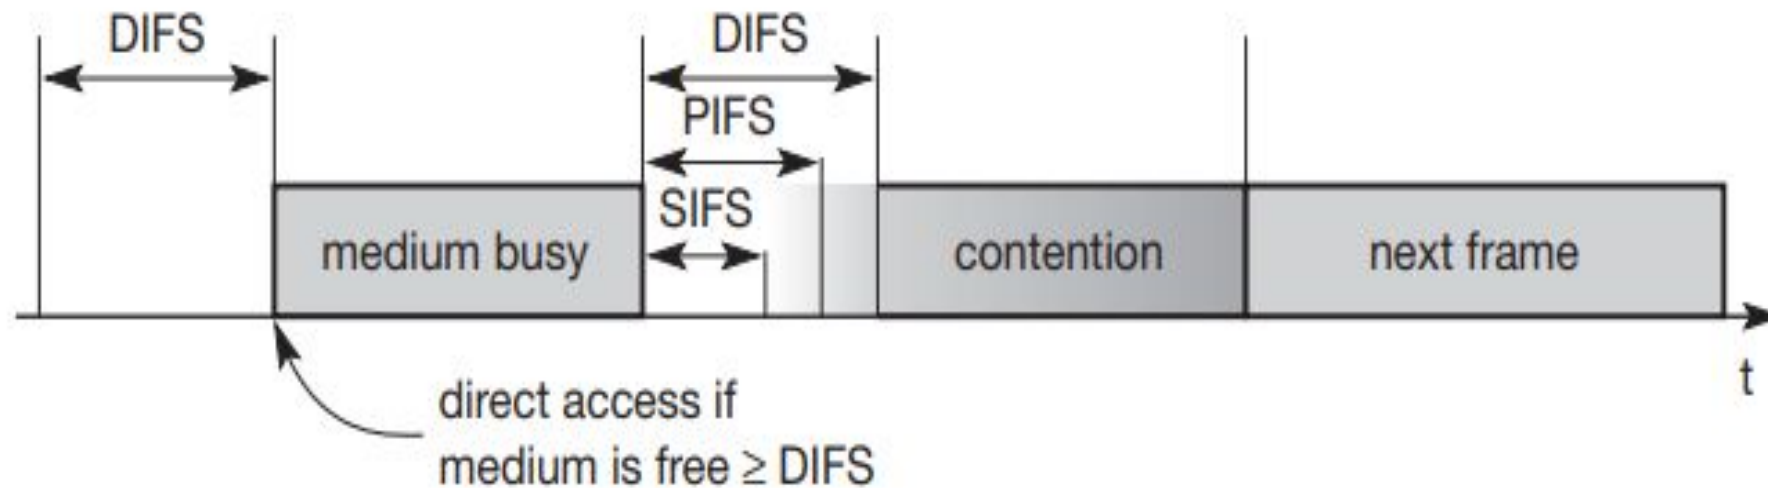 DIFS
DIFS
PIFS
SIFS
medium busy
contention
next frame
t
direct access if
medium is free ≥ DIFS